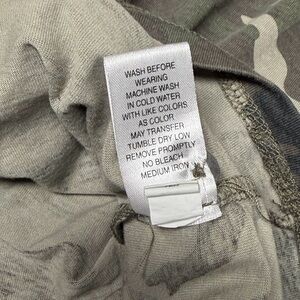 WASH BEFORE
WEARING
MACHINE WASH
IN COLD WATER
WITH LIKE COLORS
AS COLOR
MAY TRANSFER
TUMBLE DRY LOW
REMOVE PROMPTLY
NO BLEACH
MEDIUM IRON